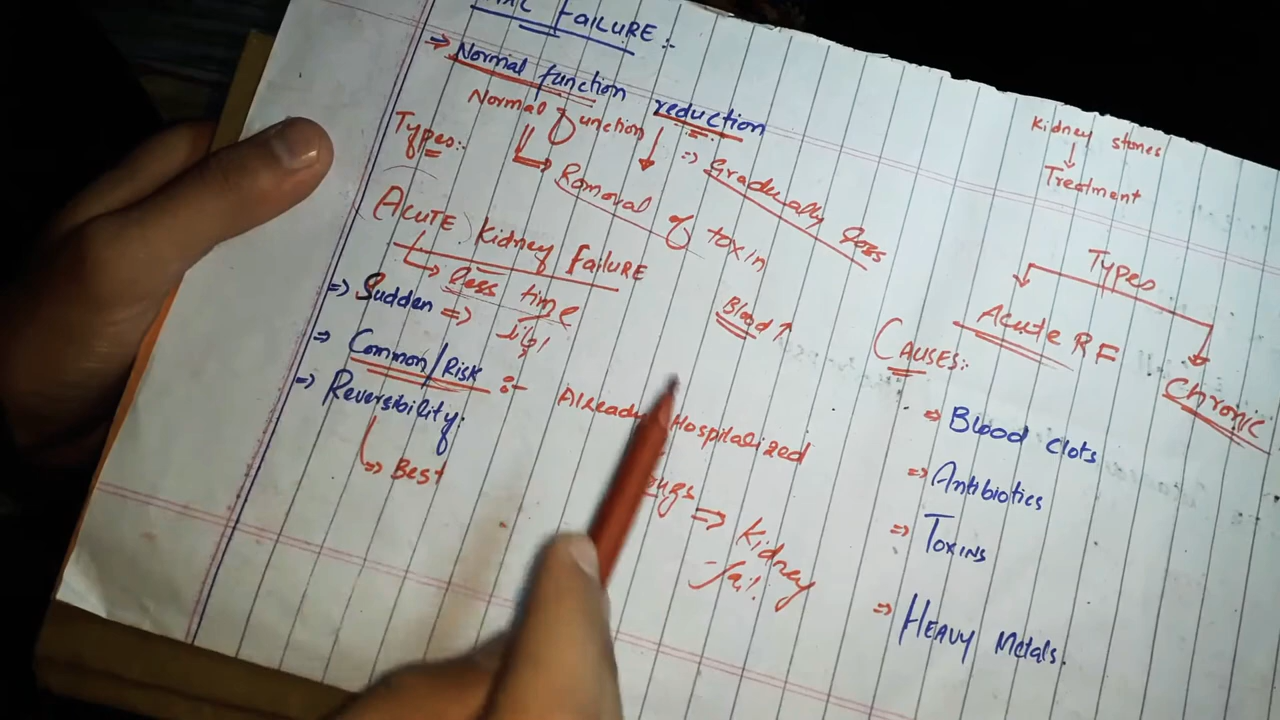 FAILURE :-
⇒ Normal function reduction
Normal function
⇒ Gradually loss
⇒ Removal of toxin
Types:-
ACUTE Kidney FAILURE
→ less time
⇒ Sudden ⇒
⇒ Common/Risk :- Already Hospitalized
⇒ Kidney
fail.
⇒ Reversibility:
⇒ Best
Blood ↑
Kidney stones
↓
Treatment
Types
Acute RF
Chronic
CAUSES:-
⇒ Blood clots
⇒ Antibiotics
⇒ Toxins
⇒ HEAVY Metals.